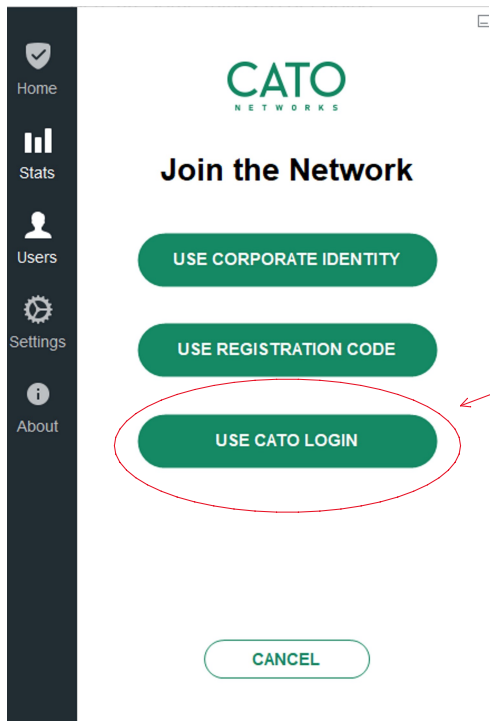 Home
Stats
Users
Settings
About
CATO
NETWORKS
Join the Network
USE CORPORATE IDENTITY
USE REGISTRATION CODE
USE CATO LOGIN
CANCEL